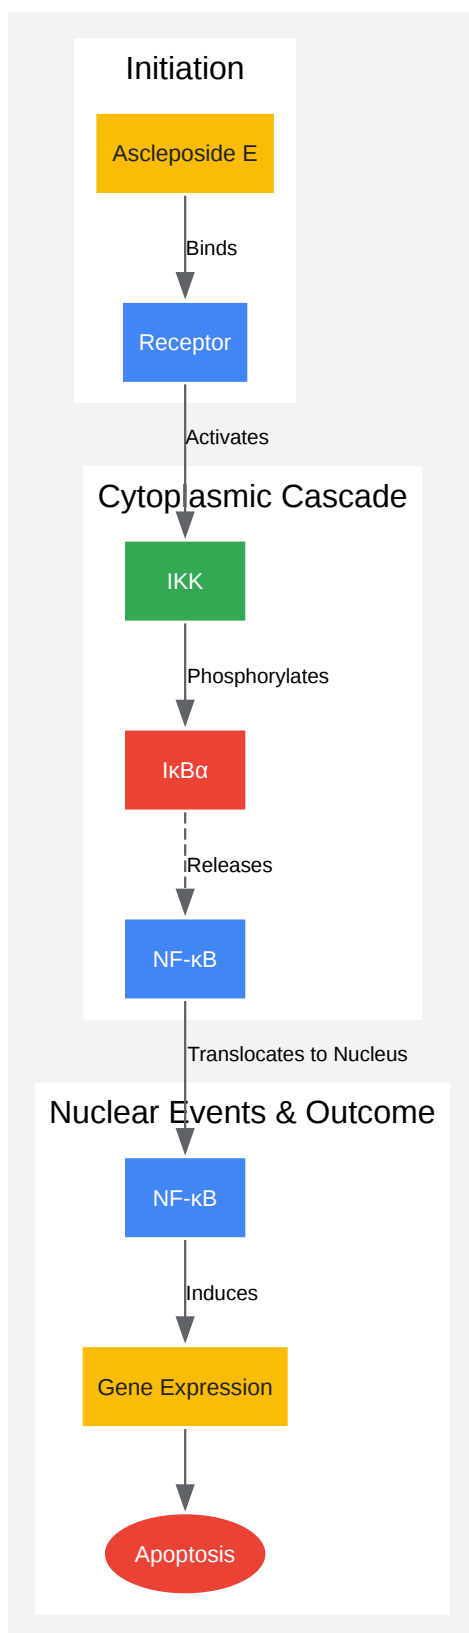 Initiation
Ascleposide E
Binds
Receptor
Activates
Cytoplasmic Cascade
IKK
Phosphorylates
IκBα
Releases
NF-κB
Translocates to Nucleus
Nuclear Events & Outcome
NF-κB
Induces
Gene Expression
Apoptosis